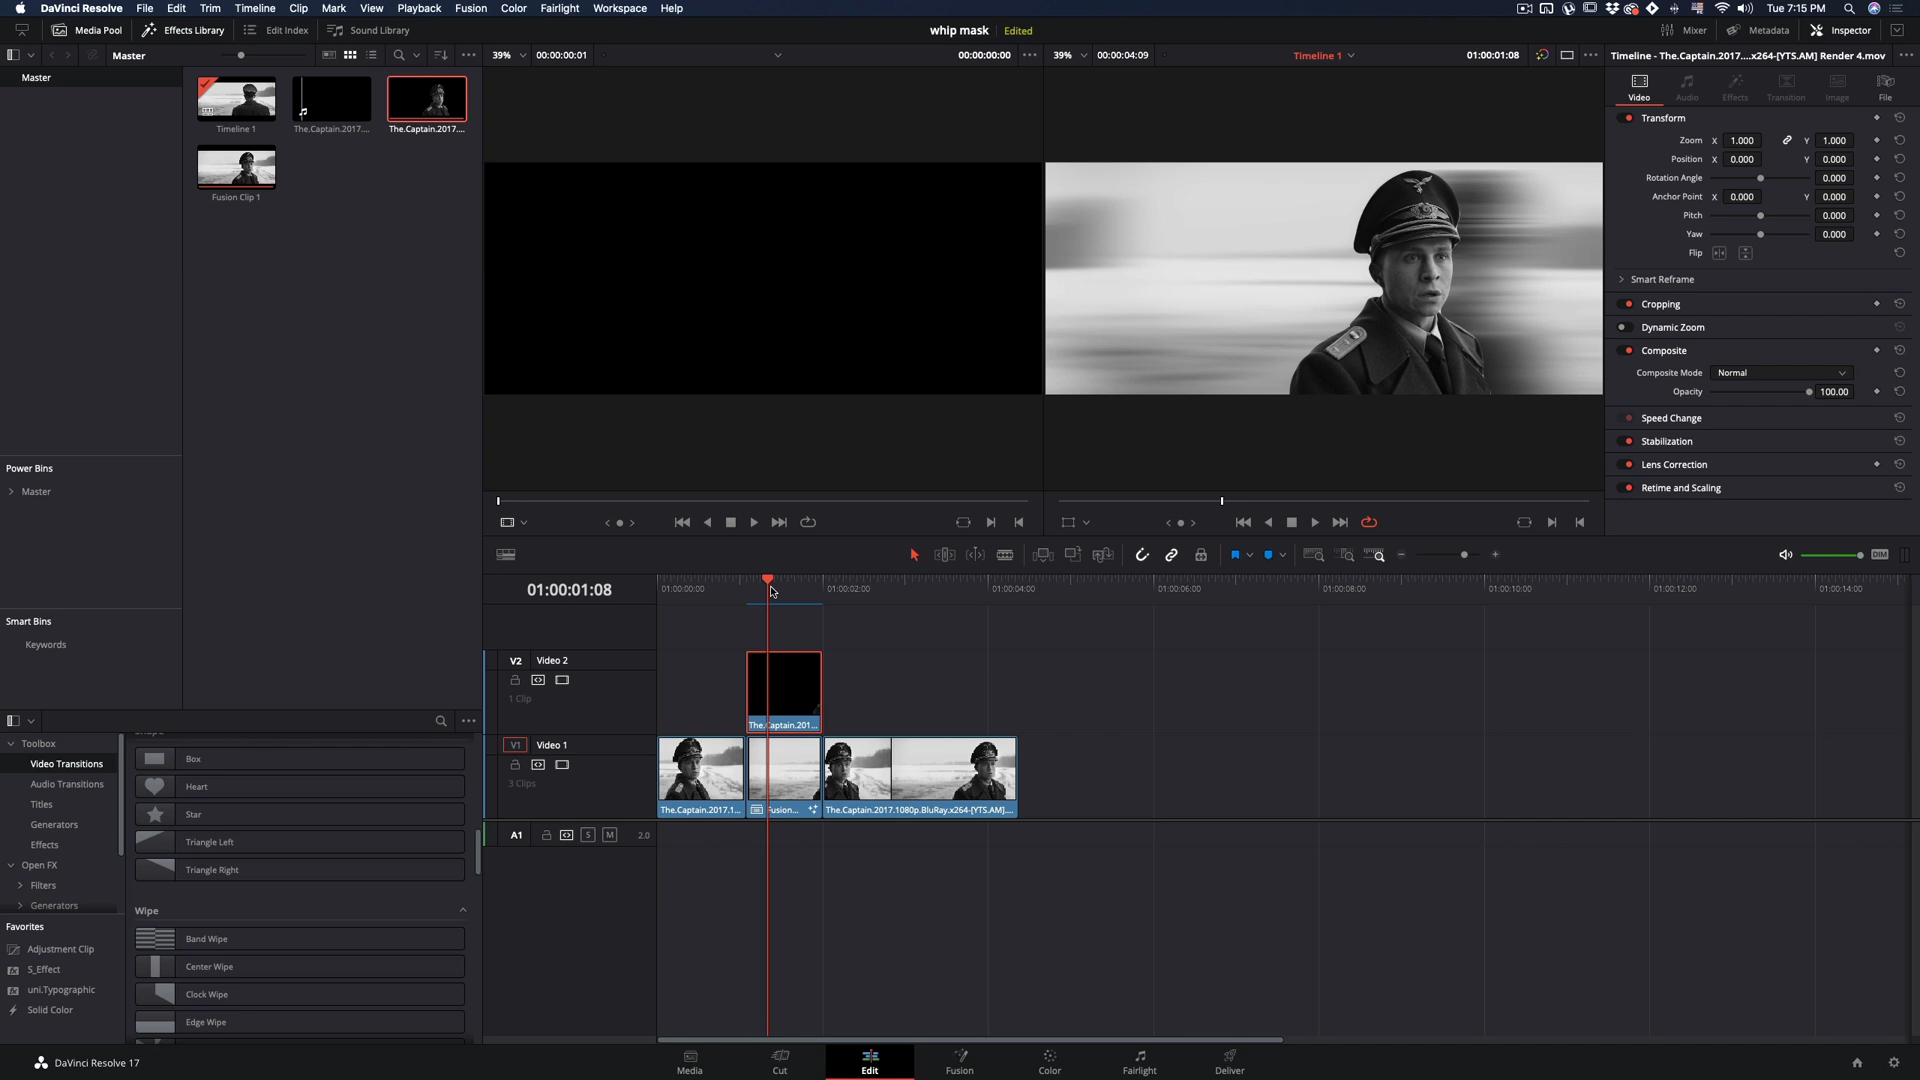 DaVinci Resolve File Edit Trim Timeline Clip Mark View Playback Fusion Color Fairlight Workspace Help Tue 7:15 PM
Media Pool Effects Library Edit Index Sound Library whip mask Edited Mixer Metadata Inspector
Master 39% 00:00:00:01 00:00:00:00 39% 00:00:04:09 Timeline 1 01:00:01:08 Timeline - The.Captain.2017....x264-[YTS.AM] Render 4.mov
Master
Timeline 1 The.Captain.2017.... The.Captain.2017....
Fusion Clip 1
Video Audio Effects Transition Image File
Transform
Zoom X 1.000 Y 1.000
Position X 0.000 Y 0.000
Rotation Angle 0.000
Anchor Point X 0.000 Y 0.000
Pitch 0.000
Yaw 0.000
Flip
Smart Reframe
Cropping
Dynamic Zoom
Composite
Composite Mode Normal
Opacity 100.00
Speed Change
Stabilization
Lens Correction
Retime and Scaling
Power Bins
Master
Smart Bins
Keywords
DIM
01:00:01:08 01:00:00:00 01:00:02:00 01:00:04:00 01:00:06:00 01:00:08:00 01:00:10:00 01:00:12:00 01:00:14:00
V2 Video 2
1 Clip
The.Captain.201...
V1 Video 1
3 Clips
The.Captain.2017.1... Fusion... The.Captain.2017.1080p.BluRay.x264-[YTS.AM]....
A1 S M 2.0
Toolbox
Video Transitions
Audio Transitions
Titles
Generators
Effects
Open FX
Filters
Generators
Favorites
Adjustment Clip
S_Effect
uni.Typographic
Solid Color
Shape
Box
Heart
Star
Triangle Left
Triangle Right
Wipe
Band Wipe
Center Wipe
Clock Wipe
Edge Wipe
DaVinci Resolve 17 Media Cut Edit Fusion Color Fairlight Deliver